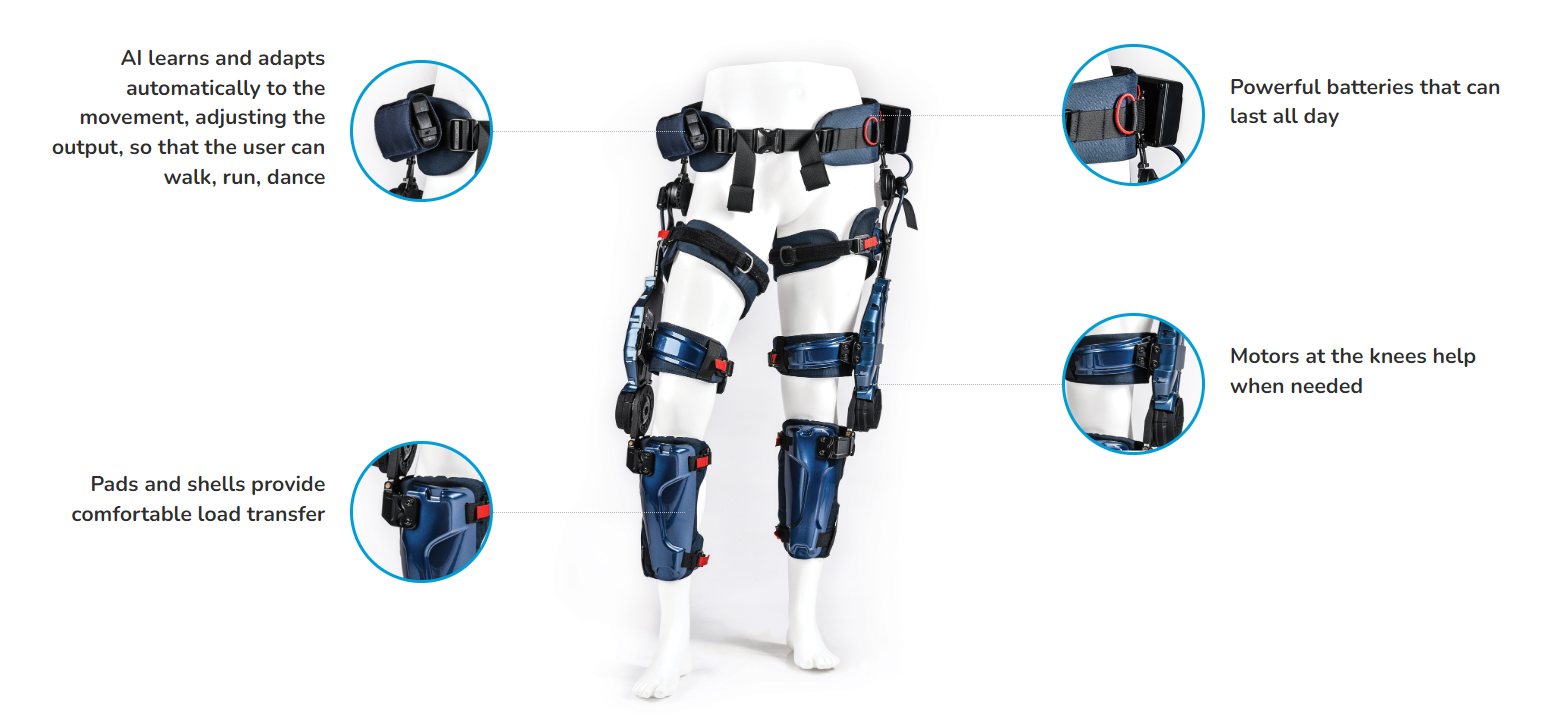 AI learns and adapts
automatically to the
movement, adjusting the
output, so that the user can
walk, run, dance
Powerful batteries that can
last all day
Motors at the knees help
when needed
Pads and shells provide
comfortable load transfer